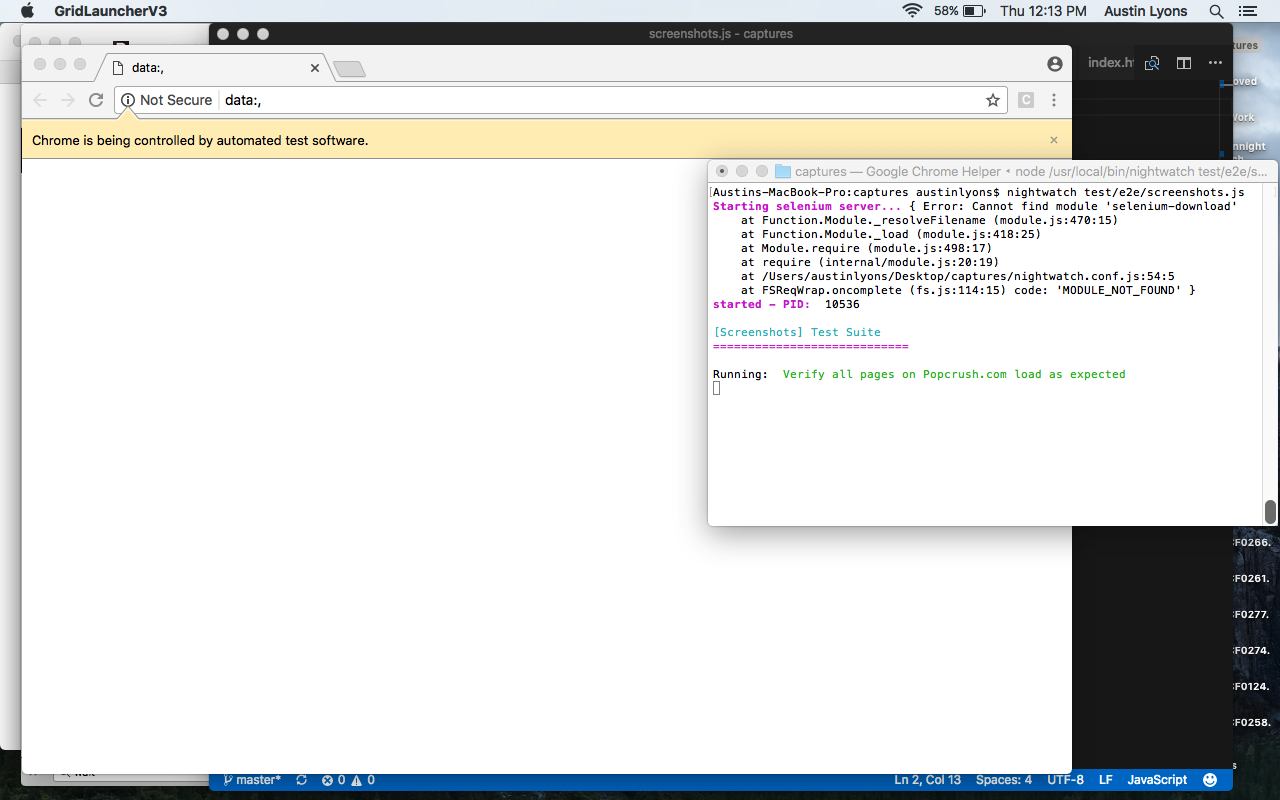 GridLauncherV3
58%
Thu 12:13 PM
Austin Lyons
screenshots.js - captures
data:,
index.h
Not Secure
data:,
C
Chrome is being controlled by automated test software.
captures — Google Chrome Helper • node /usr/local/bin/nightwatch test/e2e/s...
Austins-MacBook-Pro:captures austinlyons$ nightwatch test/e2e/screenshots.js
Starting selenium server... { Error: Cannot find module 'selenium-download'
at Function.Module._resolveFilename (module.js:470:15)
at Function.Module._load (module.js:418:25)
at Module.require (module.js:498:17)
at require (internal/module.js:20:19)
at /Users/austinlyons/Desktop/captures/nightwatch.conf.js:54:5
at FSReqWrap.oncomplete (fs.js:114:15) code: 'MODULE_NOT_FOUND' }
started - PID: 10536
[Screenshots] Test Suite
============================
Running: Verify all pages on Popcrush.com load as expected
tures
oved
Work
nnight
F0266.
F0261.
F0277.
F0274.
F0124.
F0258.
master*
0
0
Ln 2, Col 13
Spaces: 4
UTF-8
LF
JavaScript